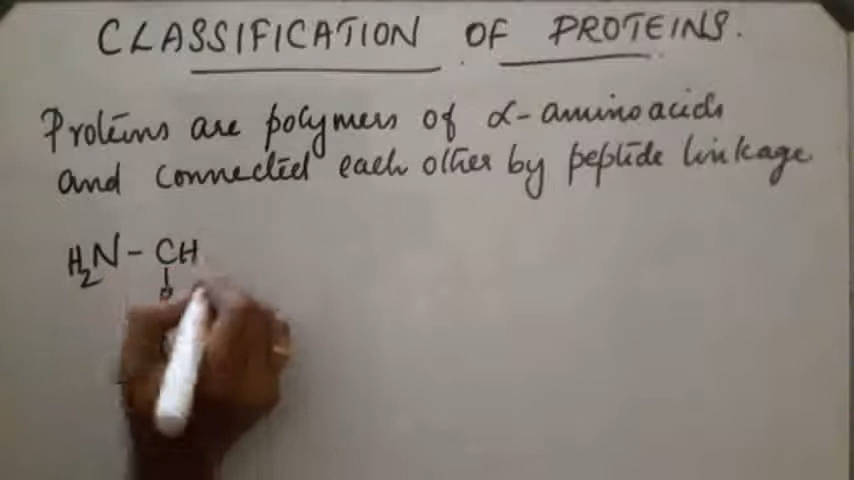 CLASSIFICATION OF PROTEINS.
Proteins are polymers of α-aminoacids
and connected each other by peptide linkage.
H₂N - CH